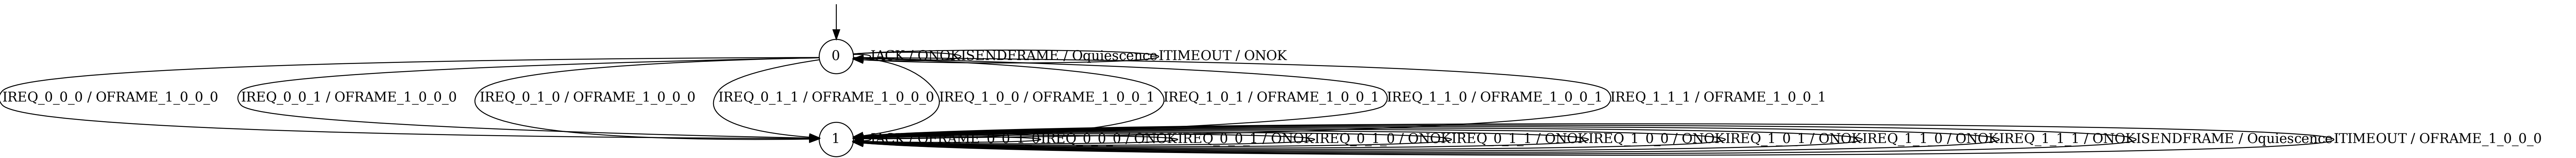 0
IACK / ONOK
ISENDFRAME / Oquiescence
ITIMEOUT / ONOK
IREQ_0_0_0 / OFRAME_1_0_0_0
IREQ_0_0_1 / OFRAME_1_0_0_0
IREQ_0_1_0 / OFRAME_1_0_0_0
IREQ_0_1_1 / OFRAME_1_0_0_0
IREQ_1_0_0 / OFRAME_1_0_0_1
IREQ_1_0_1 / OFRAME_1_0_0_1
IREQ_1_1_0 / OFRAME_1_0_0_1
IREQ_1_1_1 / OFRAME_1_0_0_1
1
IACK / OFRAME_0_0_1_0
IREQ_0_0_0 / ONOK
IREQ_0_0_1 / ONOK
IREQ_0_1_0 / ONOK
IREQ_0_1_1 / ONOK
IREQ_1_0_0 / ONOK
IREQ_1_0_1 / ONOK
IREQ_1_1_0 / ONOK
IREQ_1_1_1 / ONOK
ISENDFRAME / Oquiescence
ITIMEOUT / OFRAME_1_0_0_0